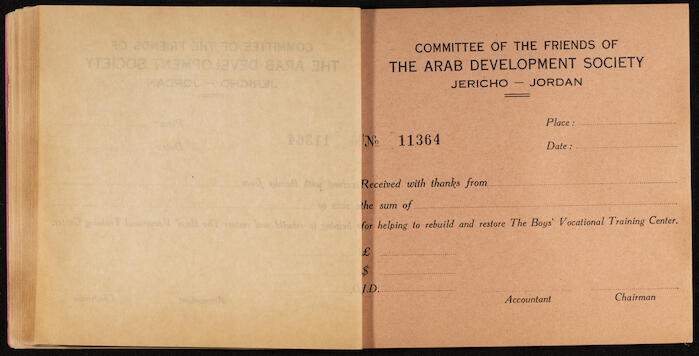 COMMITTEE OF THE FRIENDS OF
THE ARAB DEVELOPMENT SOCIETY
JERICHO — JORDAN
Place :
№ 11364
Date :
Received with thanks from
the sum of
for helping to rebuild and restore The Boys' Vocational Training Center.
£
$
J.D.
Accountant Chairman